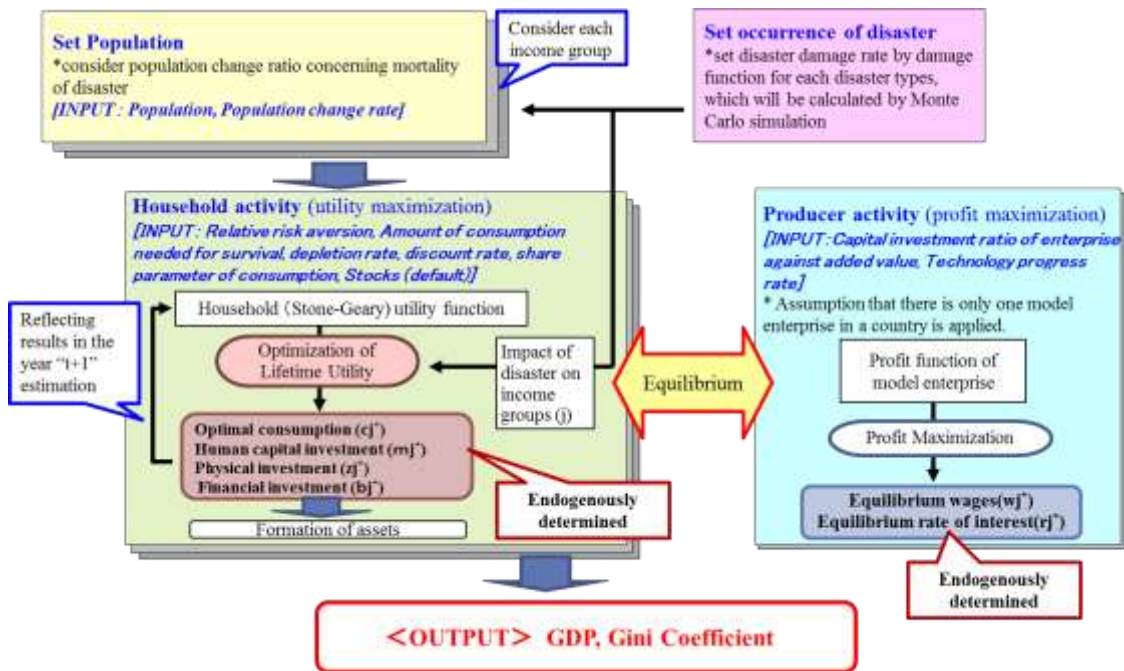 Set Population
*consider population change ratio concerning mortality
of disaster
[INPUT : Population, Population change rate]
Consider each
income group
Set occurrence of disaster
*set disaster damage rate by damage
function for each disaster types,
which will be calculated by Monte
Carlo simulation
Household activity (utility maximization)
[INPUT : Relative risk aversion, Amount of consumption
needed for survival, depletion rate, discount rate, share
parameter of consumption, Stocks (default)]
Household (Stone-Geary) utility function
Reflecting
results in the
year “t+1”
estimation
Optimization of
Lifetime Utility
Impact of
disaster on
income
groups (j)
Optimal consumption (cj*)
Human capital investment (mj*)
Physical investment (zj*)
Financial investment (bj*)
Formation of assets
Endogenously
determined
Equilibrium
Producer activity (profit maximization)
[INPUT : Capital investment ratio of enterprise
against added value, Technology progress
rate]
* Assumption that there is only one model
enterprise in a country is applied.
Profit function of
model enterprise
Profit Maximization
Equilibrium wages(wj*)
Equilibrium rate of interest(rj*)
Endogenously
determined
<OUTPUT> GDP, Gini Coefficient